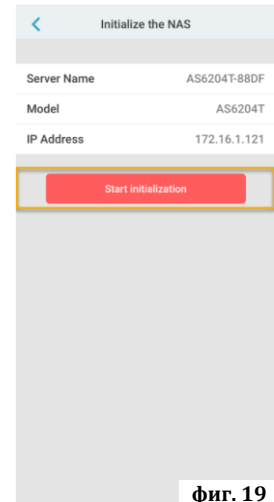 Initialize the NAS
Server Name AS6204T-88DF
Model AS6204T
IP Address 172.16.1.121
Start initialization
фиг. 19